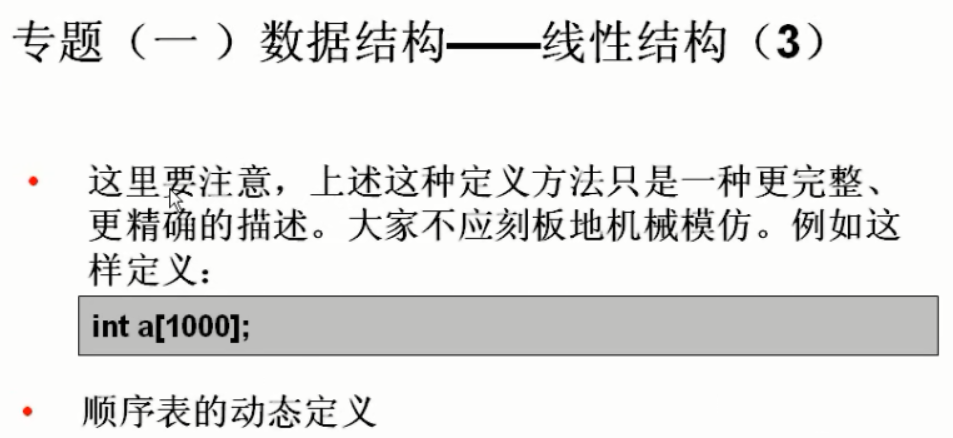 专题（一 ）数据结构——线性结构（3）
• 这里要注意，上述这种定义方法只是一种更完整、
更精确的描述。大家不应刻板地机械模仿。例如这
样定义：
int a[1000];
• 顺序表的动态定义